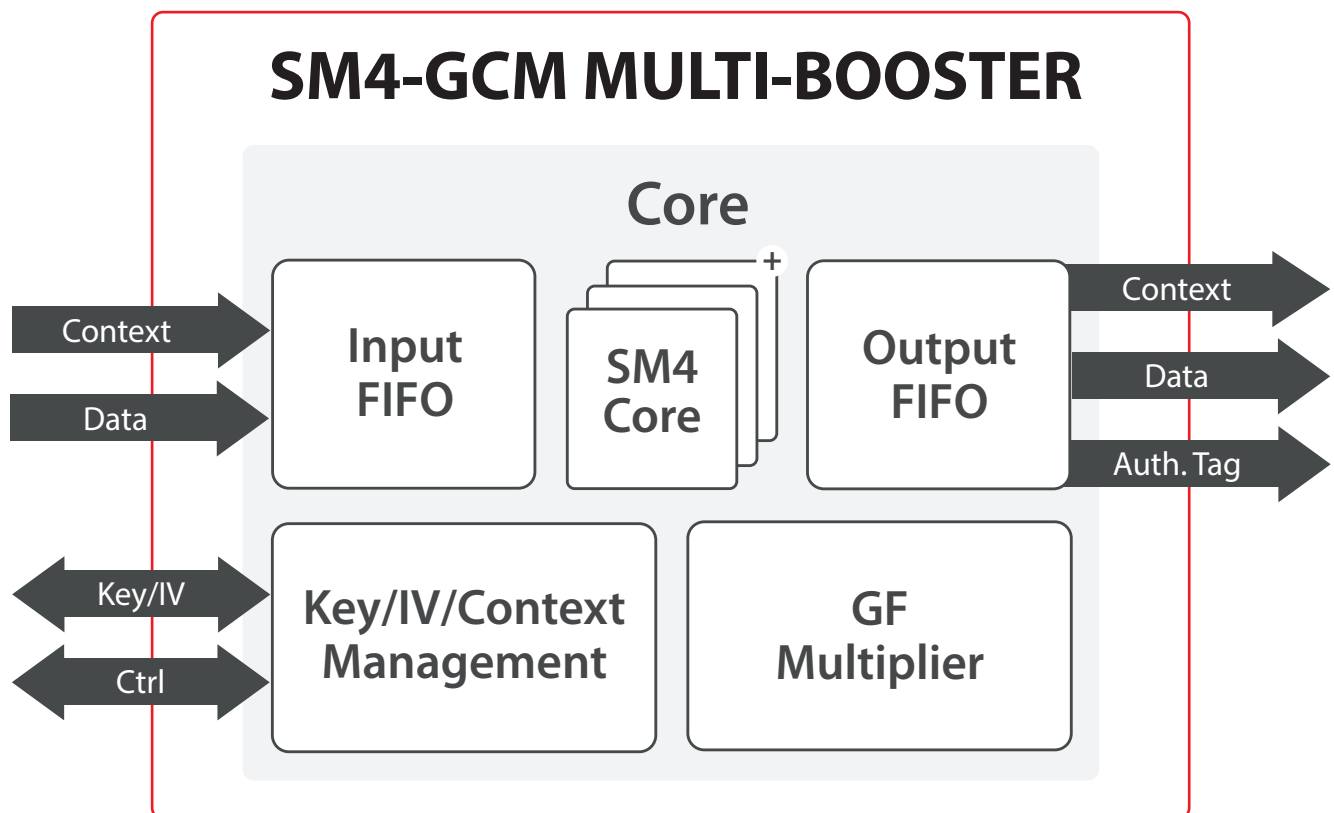 SM4-GCM MULTI-BOOSTER
Core
Context
Data
Input
FIFO
+
SM4
Core
Output
FIFO
Context
Data
Auth. Tag
Key/IV
Ctrl
Key/IV/Context
Management
GF
Multiplier